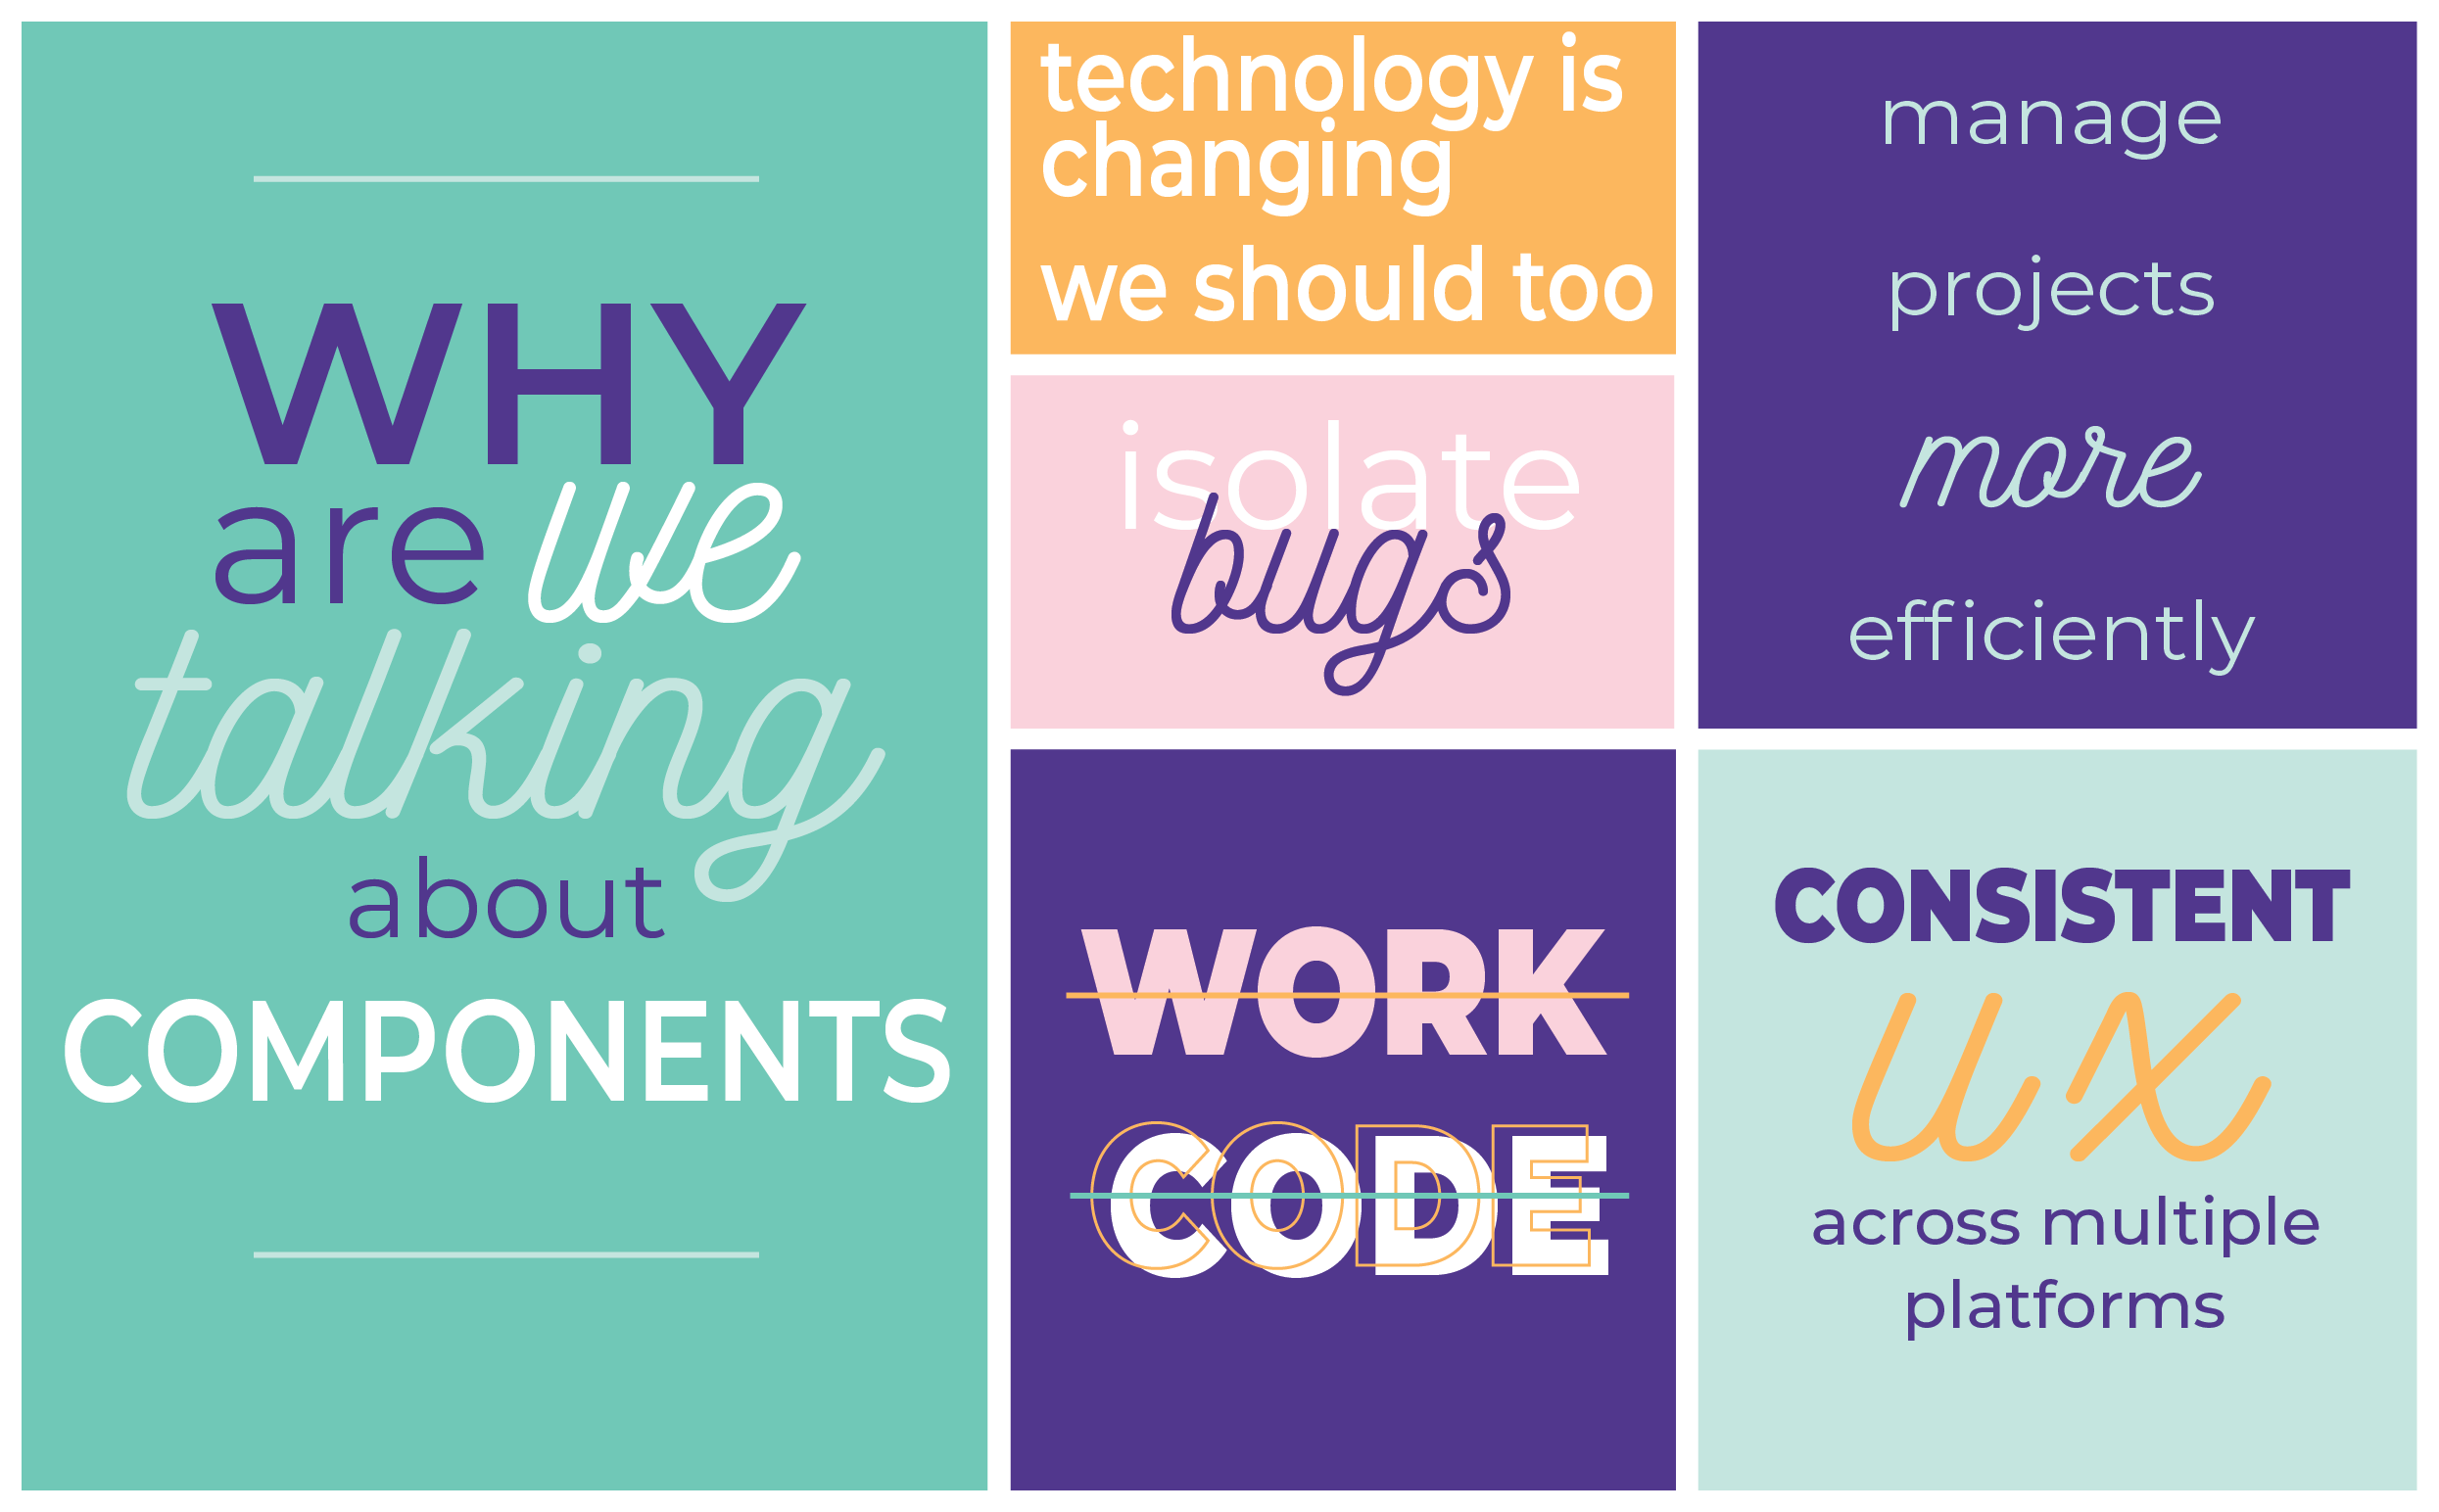 WHY
are we
talking
about
COMPONENTS
technology is
changing
we should too
isolate
bugs
manage
projects
more
efficiently
WORK
CODE
CONSISTENT
UX
across multiple
platforms